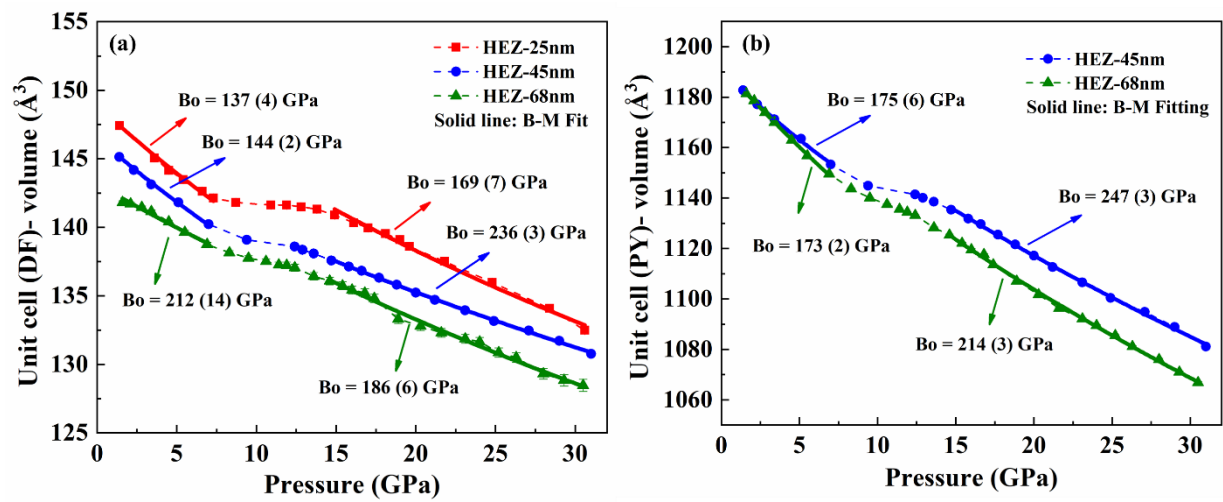 (a)
HEZ-25nm
HEZ-45nm
HEZ-68nm
Solid line: B-M Fit
Bo = 137 (4) GPa
Bo = 144 (2) GPa
Bo = 169 (7) GPa
Bo = 236 (3) GPa
Bo = 212 (14) GPa
Bo = 186 (6) GPa
155
150
145
140
135
130
125
0 5 10 15 20 25 30
Unit cell (DF)- volume (Å³)
Pressure (GPa)
(b)
HEZ-45nm
HEZ-68nm
Solid line: B-M Fitting
Bo = 175 (6) GPa
Bo = 247 (3) GPa
Bo = 173 (2) GPa
Bo = 214 (3) GPa
1200
1180
1160
1140
1120
1100
1080
1060
0 5 10 15 20 25 30
Unit cell (PY)- volume (Å³)
Pressure (GPa)